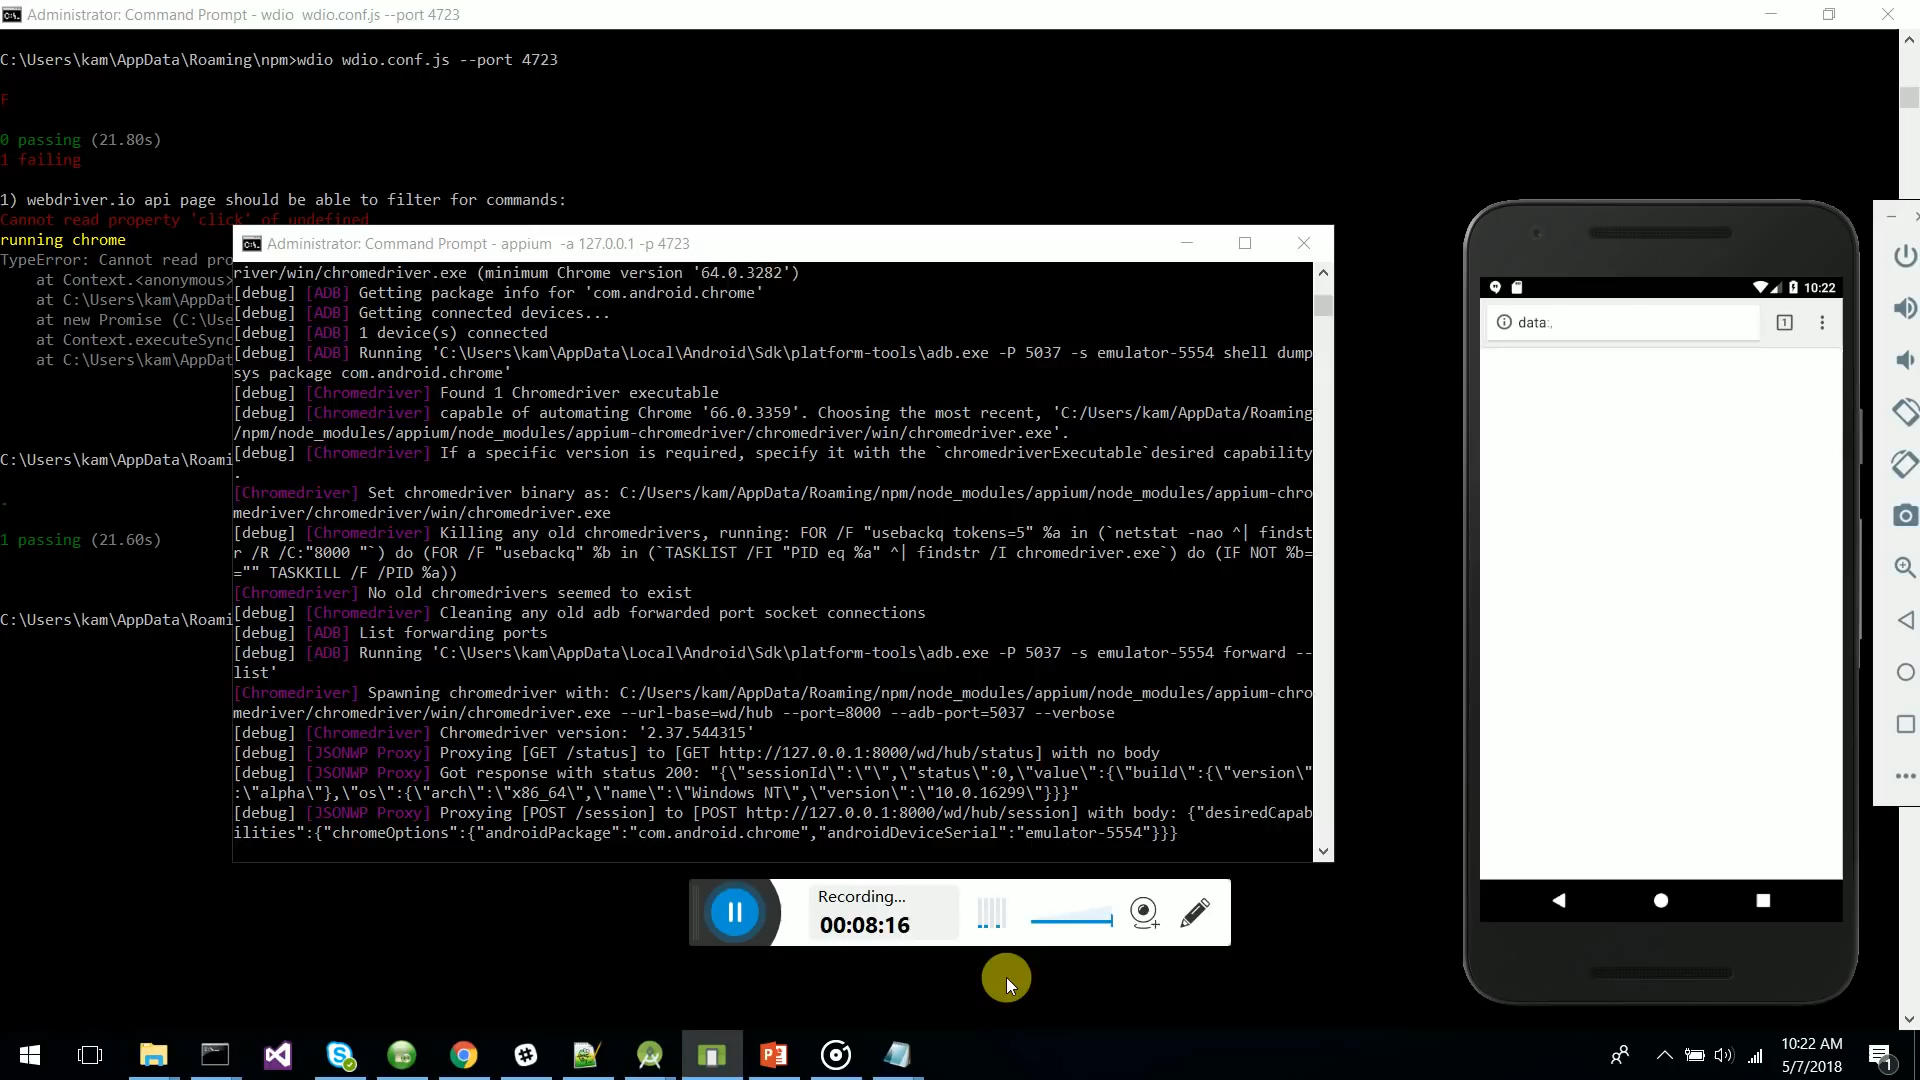 Administrator: Command Prompt - wdio  wdio.conf.js --port 4723
C:\Users\kam\AppData\Roaming\npm>wdio wdio.conf.js --port 4723
F
0 passing (21.80s)
1 failing
1) webdriver.io api page should be able to filter for commands:
Cannot read property 'click' of undefined
running chrome
TypeError: Cannot read pro
at Context.<anonymous>
at C:\Users\kam\AppDat
at new Promise (C:\Use
at Context.executeSync
at C:\Users\kam\AppDat
C:\Users\kam\AppData\Roami
.
1 passing (21.60s)
C:\Users\kam\AppData\Roami
Administrator: Command Prompt - appium  -a 127.0.0.1 -p 4723
river/win/chromedriver.exe (minimum Chrome version '64.0.3282')
[debug] [ADB] Getting package info for 'com.android.chrome'
[debug] [ADB] Getting connected devices...
[debug] [ADB] 1 device(s) connected
[debug] [ADB] Running 'C:\Users\kam\AppData\Local\Android\Sdk\platform-tools\adb.exe -P 5037 -s emulator-5554 shell dump
sys package com.android.chrome'
[debug] [Chromedriver] Found 1 Chromedriver executable
[debug] [Chromedriver] capable of automating Chrome '66.0.3359'. Choosing the most recent, 'C:/Users/kam/AppData/Roaming
/npm/node_modules/appium/node_modules/appium-chromedriver/chromedriver/win/chromedriver.exe'.
[debug] [Chromedriver] If a specific version is required, specify it with the `chromedriverExecutable`desired capability
.
[Chromedriver] Set chromedriver binary as: C:/Users/kam/AppData/Roaming/npm/node_modules/appium/node_modules/appium-chro
medriver/chromedriver/win/chromedriver.exe
[debug] [Chromedriver] Killing any old chromedrivers, running: FOR /F "usebackq tokens=5" %a in (`netstat -nao ^| findst
r /R /C:"8000 "`) do (FOR /F "usebackq" %b in (`TASKLIST /FI "PID eq %a" ^| findstr /I chromedriver.exe`) do (IF NOT %b=
="" TASKKILL /F /PID %a))
[Chromedriver] No old chromedrivers seemed to exist
[debug] [Chromedriver] Cleaning any old adb forwarded port socket connections
[debug] [ADB] List forwarding ports
[debug] [ADB] Running 'C:\Users\kam\AppData\Local\Android\Sdk\platform-tools\adb.exe -P 5037 -s emulator-5554 forward --
list'
[Chromedriver] Spawning chromedriver with: C:/Users/kam/AppData/Roaming/npm/node_modules/appium/node_modules/appium-chro
medriver/chromedriver/win/chromedriver.exe --url-base=wd/hub --port=8000 --adb-port=5037 --verbose
[debug] [Chromedriver] Chromedriver version: '2.37.544315'
[debug] [JSONWP Proxy] Proxying [GET /status] to [GET http://127.0.0.1:8000/wd/hub/status] with no body
[debug] [JSONWP Proxy] Got response with status 200: "{\"sessionId\":\"\",\"status\":0,\"value\":{\"build\":{\"version\"
:\"alpha\"},\"os\":{\"arch\":\"x86_64\",\"name\":\"Windows NT\",\"version\":\"10.0.16299\"}}}"
[debug] [JSONWP Proxy] Proxying [POST /session] to [POST http://127.0.0.1:8000/wd/hub/session] with body: {"desiredCapab
ilities":{"chromeOptions":{"androidPackage":"com.android.chrome","androidDeviceSerial":"emulator-5554"}}}
10:22
data:,
1
Recording...
00:08:16
10:22 AM
5/7/2018
1